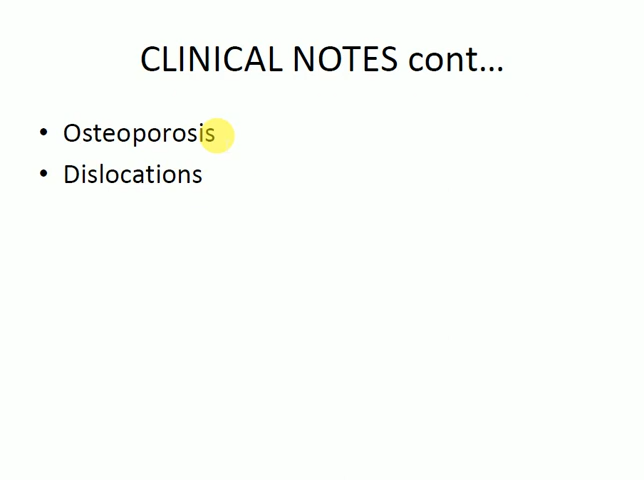 CLINICAL NOTES cont...
• Osteoporosis
• Dislocations